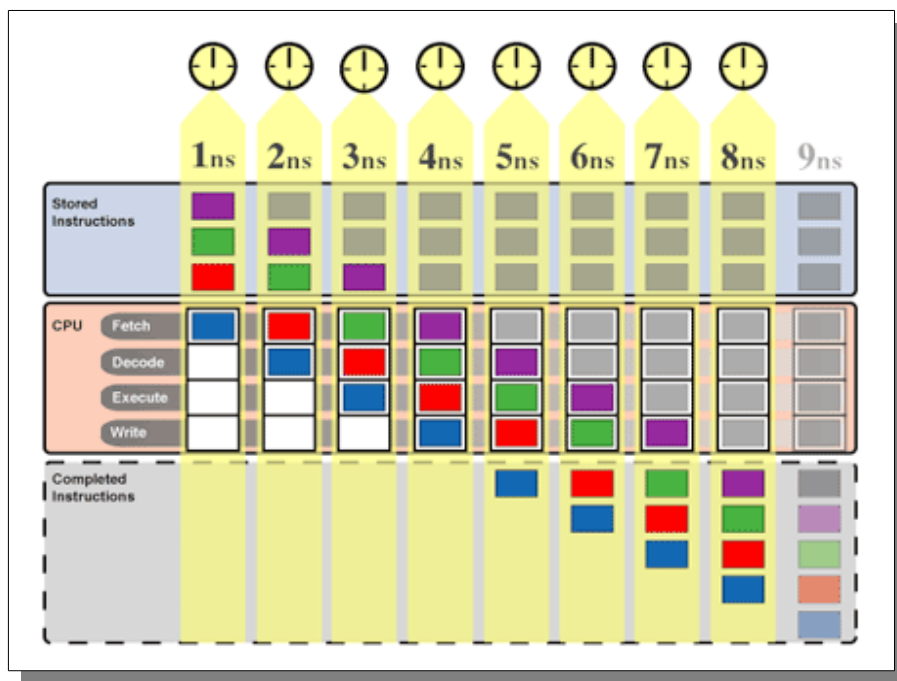 1ns 2ns 3ns 4ns 5ns 6ns 7ns 8ns 9ns
Stored
Instructions
CPU Fetch
Decode
Execute
Write
Completed
Instructions